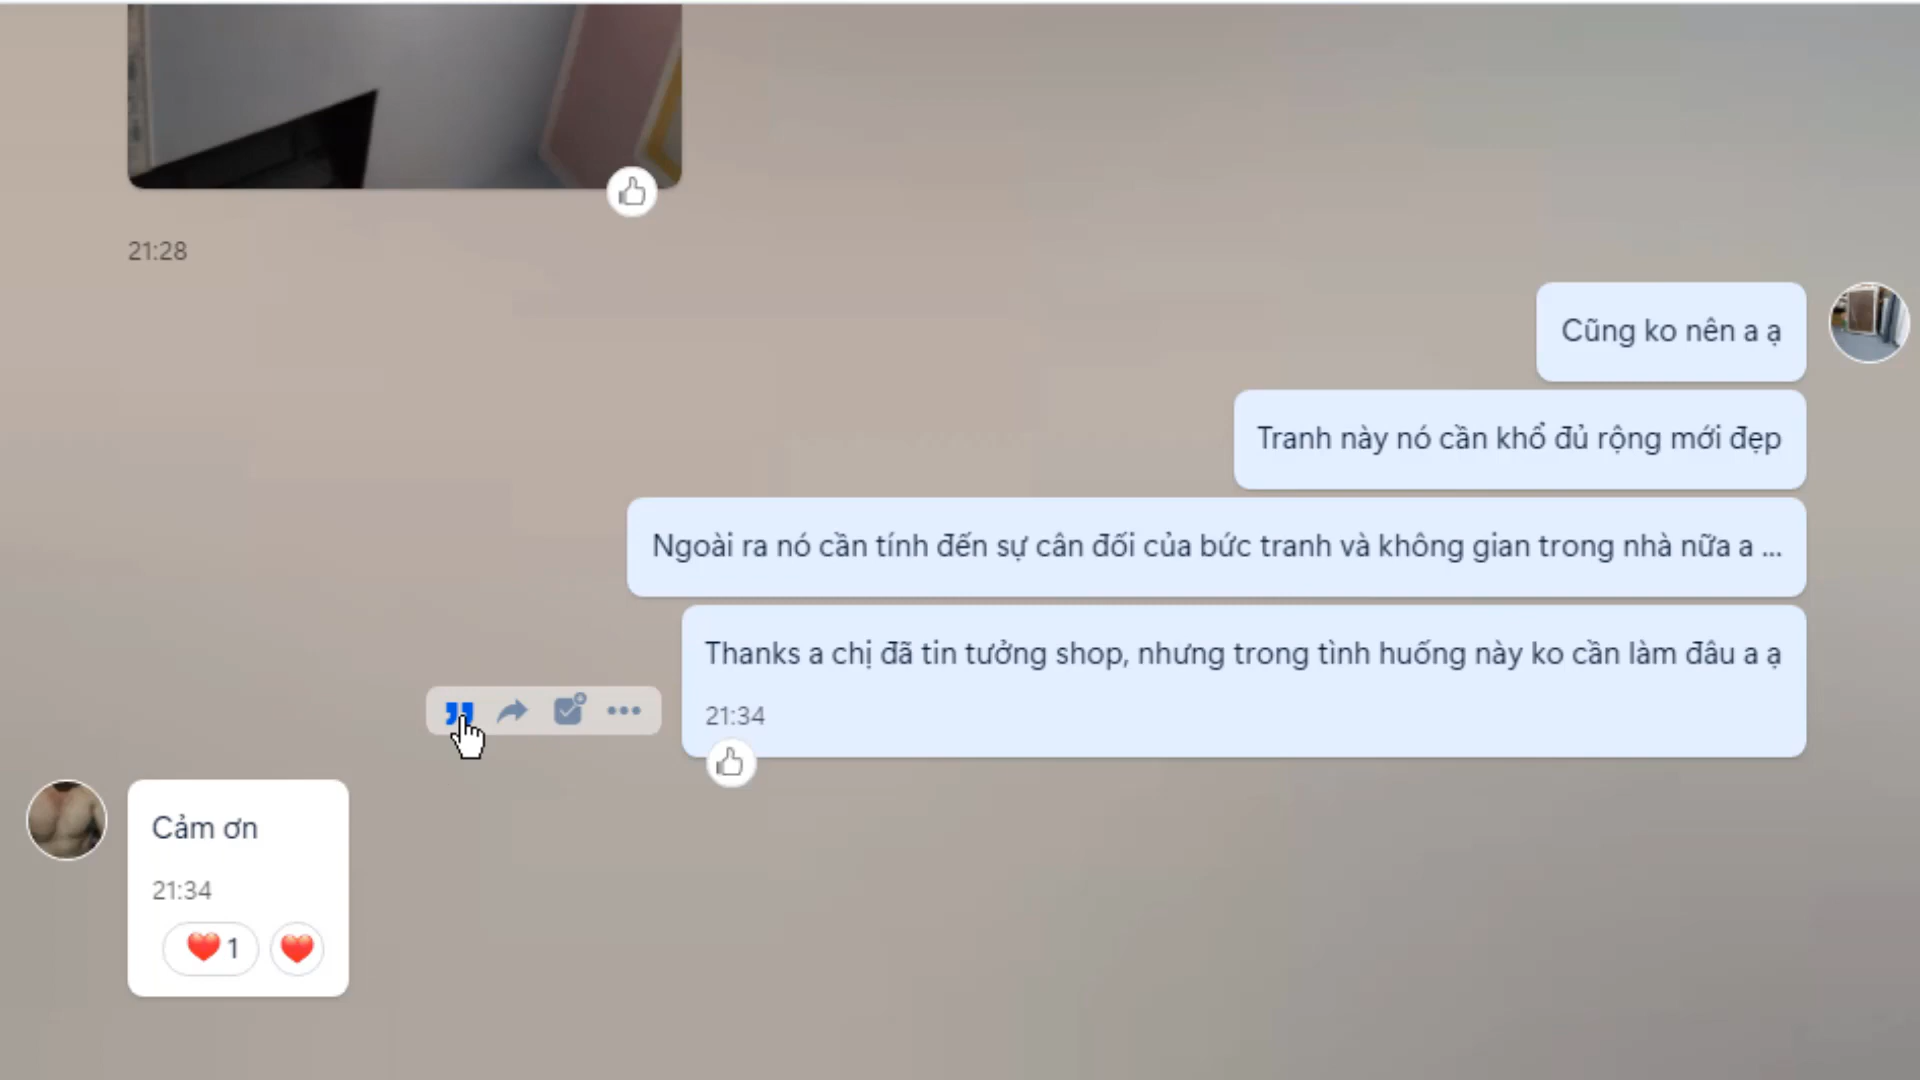 21:28
Cũng ko nên a ạ
Tranh này nó cần khổ đủ rộng mới đẹp
Ngoài ra nó cần tính đến sự cân đối của bức tranh và không gian trong nhà nữa a ...
Thanks a chị đã tin tưởng shop, nhưng trong tình huống này ko cần làm đâu a ạ
21:34
Cảm ơn
21:34
1